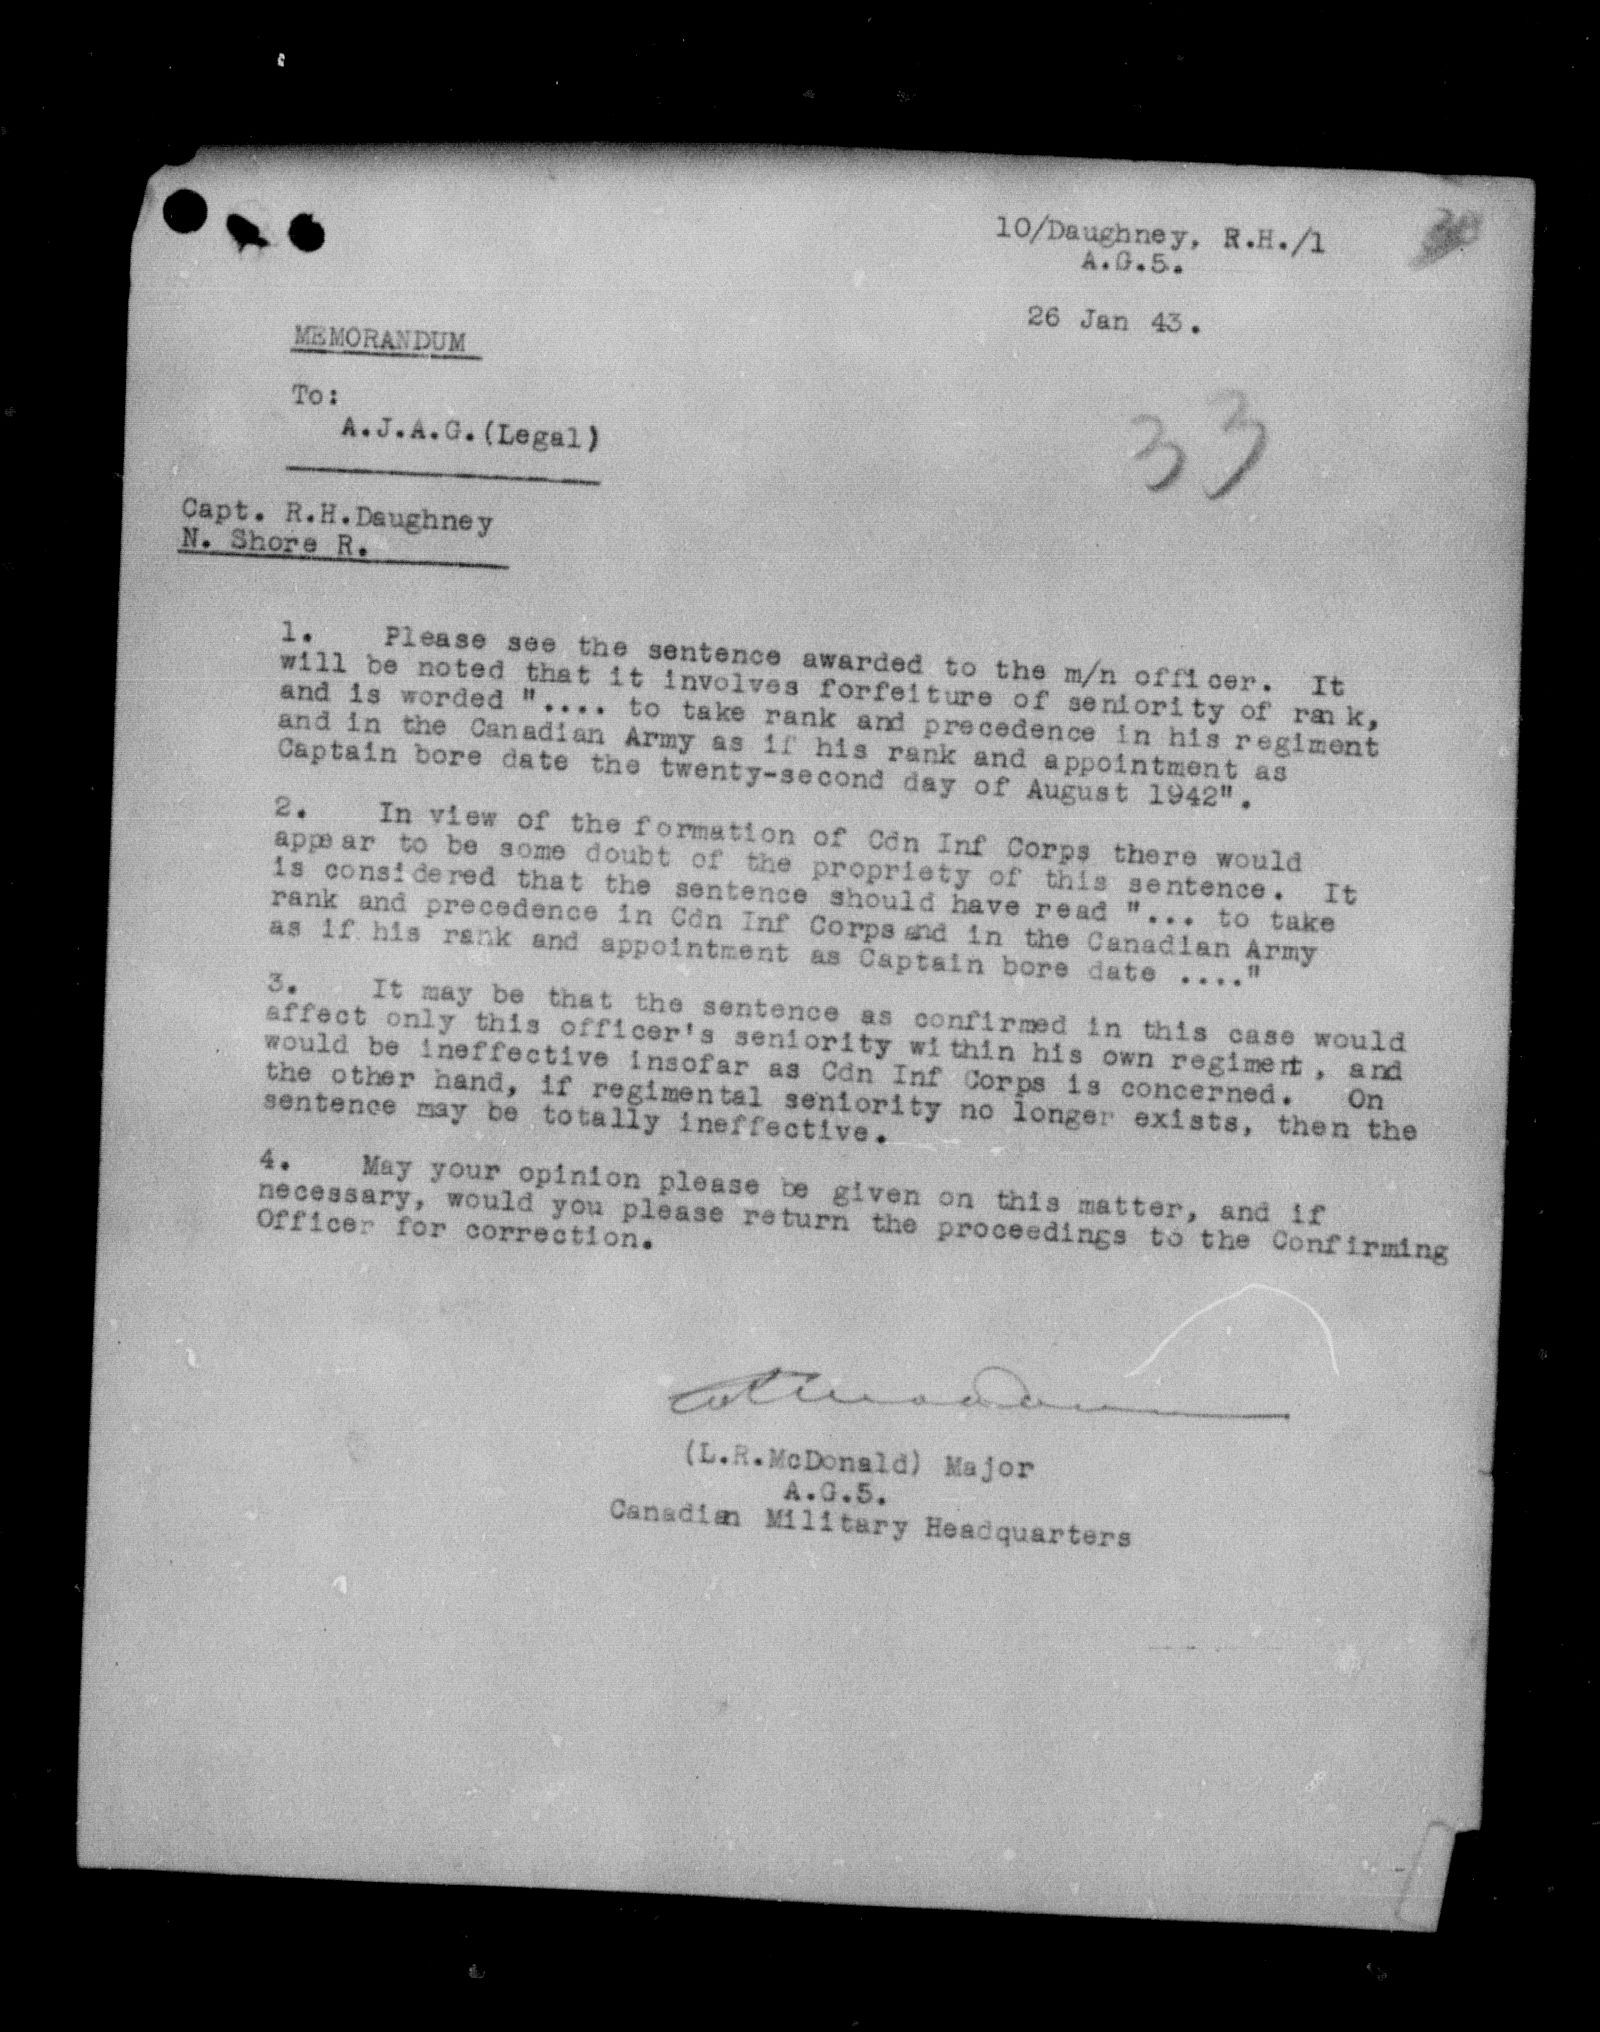 10/Daughney, R.H./1
A.G.5.
26 Jan 43.
MEMORANDUM
To:
A.J.A.G.(Legal)
33
Capt. R.H.Daughney
N. Shore R.
1. Please see the sentence awarded to the m/n officer. It
will be noted that it involves forfeiture of seniority of rank,
and is worded ".... to take rank and precedence in his regiment
and in the Canadian Army as if his rank and appointment as
Captain bore date the twenty-second day of August 1942".
2. In view of the formation of Cdn Inf Corps there would
appear to be some doubt of the propriety of this sentence. It
is considered that the sentence should have read "... to take
rank and precedence in Cdn Inf Corps and in the Canadian Army
as if his rank and appointment as Captain bore date ...."
3. It may be that the sentence as confirmed in this case would
affect only this officer's seniority within his own regiment, and
would be ineffective insofar as Cdn Inf Corps is concerned. On
the other hand, if regimental seniority no longer exists, then the
sentence may be totally ineffective.
4. May your opinion please be given on this matter, and if
necessary, would you please return the proceedings to the Confirming
Officer for correction.
(L.R.McDonald) Major
A.G.5.
Canadian Military Headquarters